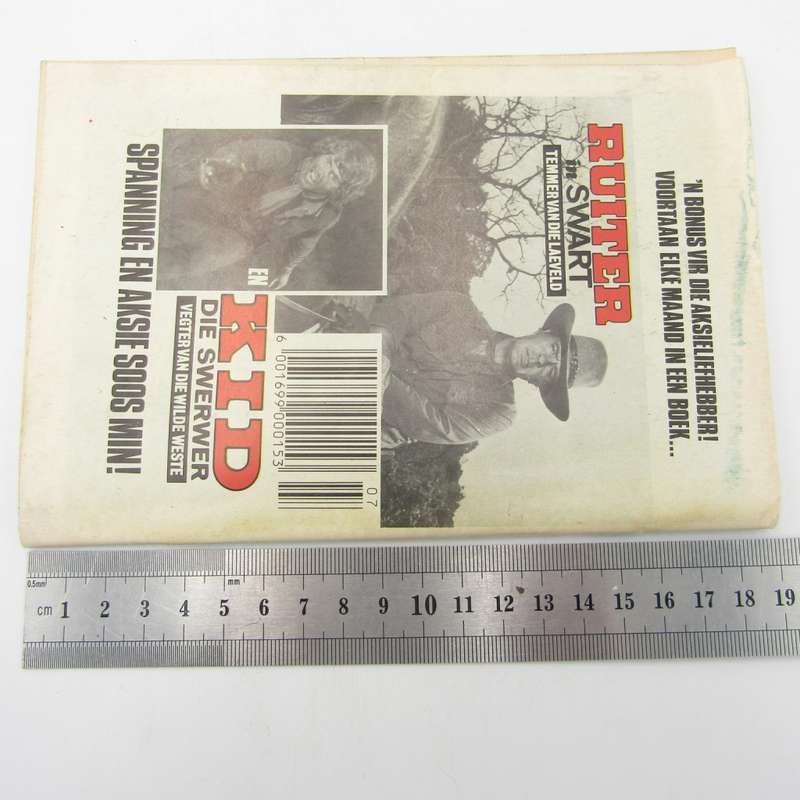 'N BONUS VIR DIE AKSIELIEFHEBBER!
VOORTAAN ELKE MAAND IN EEN BOEK...
RUITER
in SWART
TEMMER VAN DIE LAEVELD
EN
KID
DIE SWERWER
VEGTER VAN DIE WILDE WESTE
SPANNING EN AKSIE SOOS MIN!
6 001699 000153
07
0.5mm
mm
cm 1 2 3 4 5 6 7 8 9 10 11 12 13 14 15 16 17 18 19